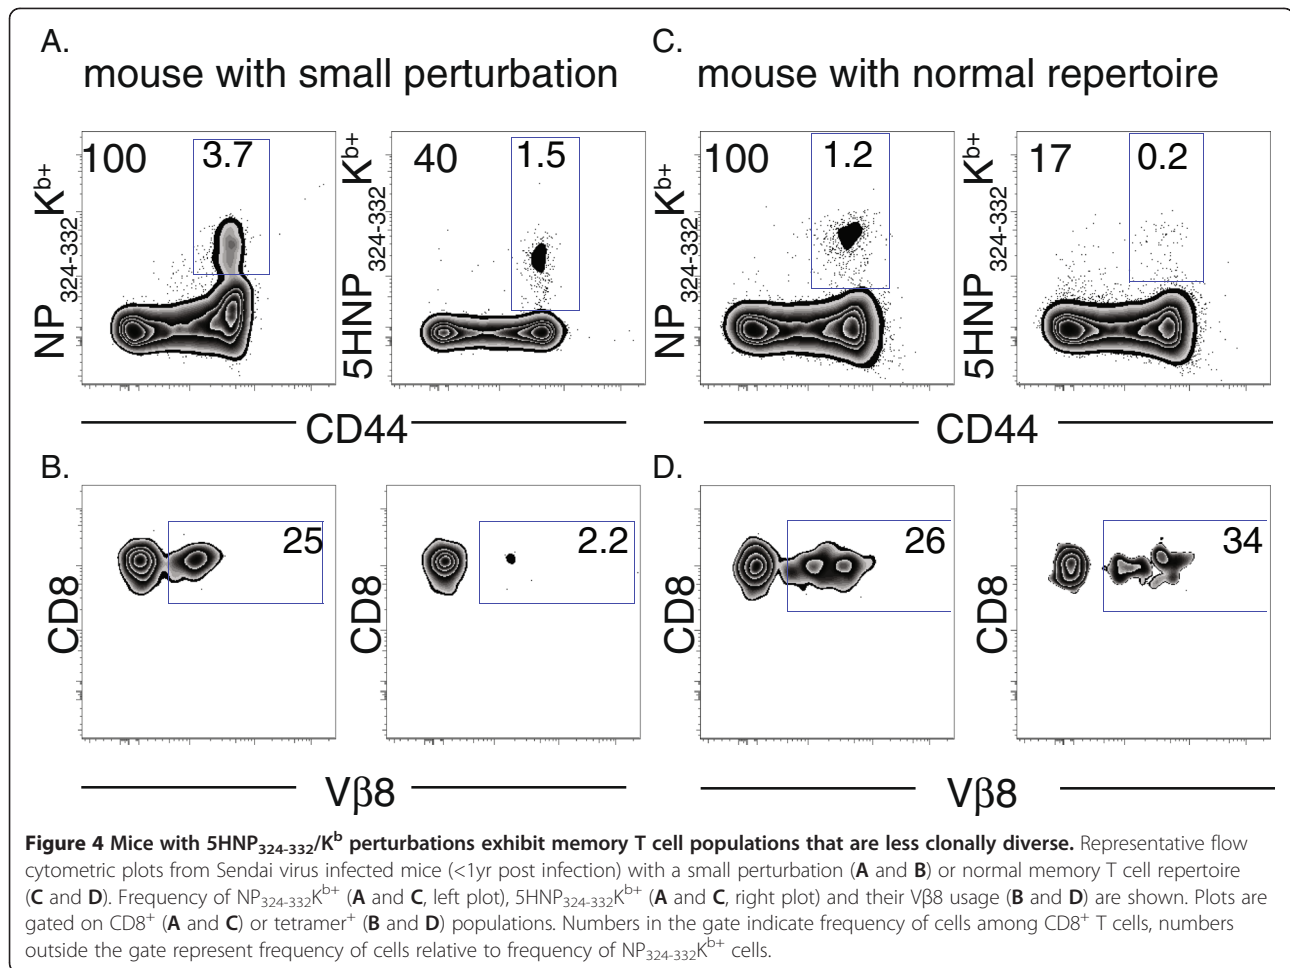 A.
mouse with small perturbation
C.
mouse with normal repertoire
NP324-332Kb+
100
3.7
5HNP324-332Kb+
40
1.5
NP324-332Kb+
100
1.2
5HNP324-332Kb+
17
0.2
CD44
CD44
B.
D.
CD8
25
CD8
2.2
CD8
26
CD8
34
Vβ8
Vβ8
Figure 4 Mice with 5HNP324-332/Kb perturbations exhibit memory T cell populations that are less clonally diverse. Representative flow
cytometric plots from Sendai virus infected mice (<1yr post infection) with a small perturbation (A and B) or normal memory T cell repertoire
(C and D). Frequency of NP324-332Kb+ (A and C, left plot), 5HNP324-332Kb+ (A and C, right plot) and their Vβ8 usage (B and D) are shown. Plots are
gated on CD8+ (A and C) or tetramer+ (B and D) populations. Numbers in the gate indicate frequency of cells among CD8+ T cells, numbers
outside the gate represent frequency of cells relative to frequency of NP324-332Kb+ cells.